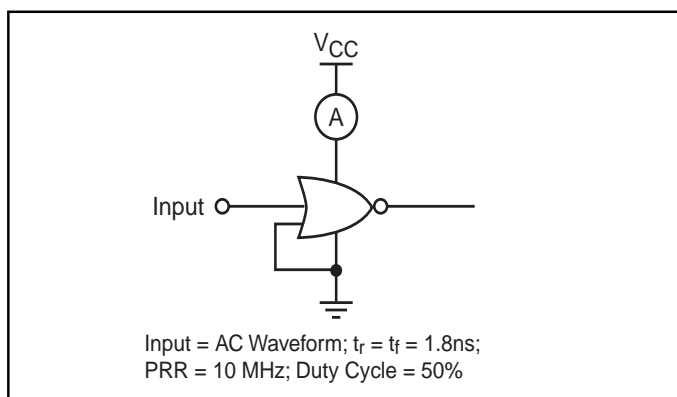 VCC
A
Input
Input = AC Waveform; tr = tf = 1.8ns;
PRR = 10 MHz; Duty Cycle = 50%